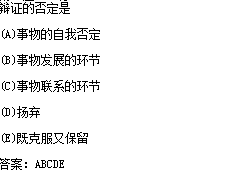 辩证的否定是
(A)事物的自我否定
(B)事物发展的环节
(C)事物联系的环节
(D)扬弃
(E)既克服又保留
答案：ABCDE